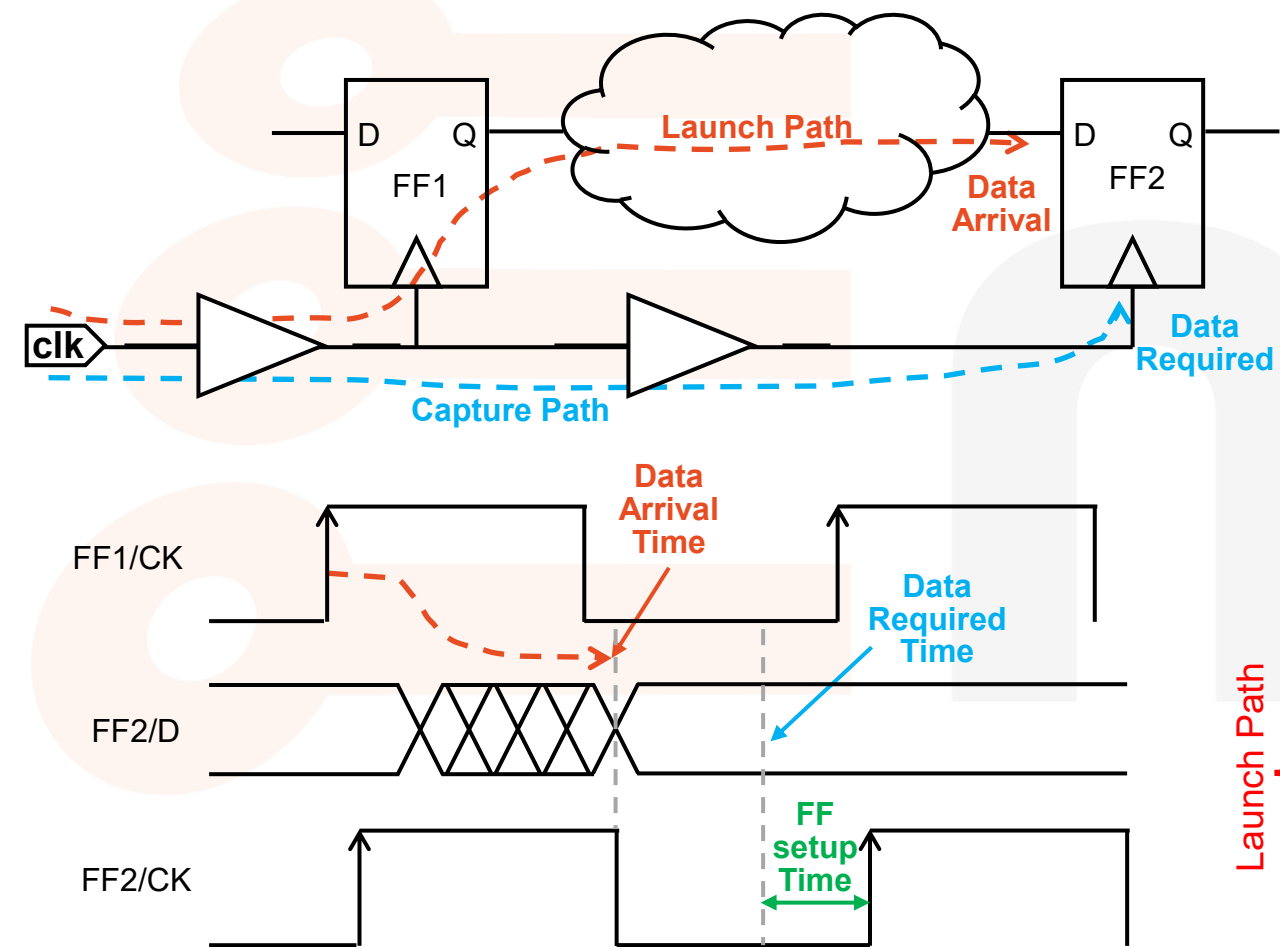 D
Q
FF1
Launch Path
Data
Arrival
D
Q
FF2
clk
Data
Required
Capture Path
Data
Arrival
Time
FF1/CK
Data
Required
Time
FF2/D
FF
setup
Time
FF2/CK
Launch Path